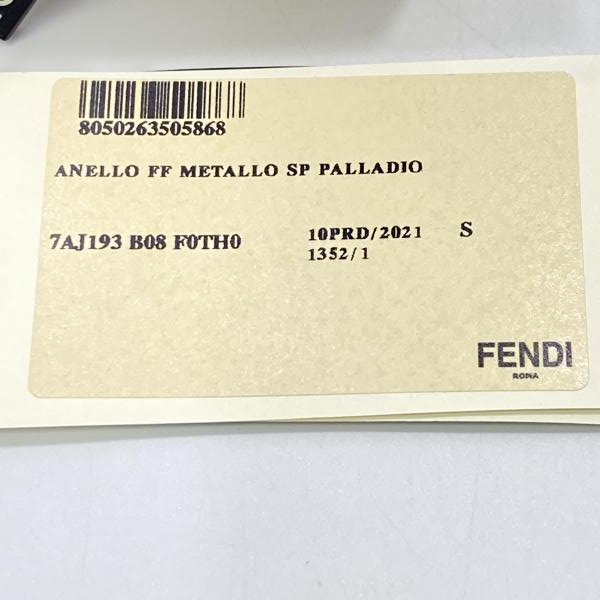 8050263505868
ANELLO FF METALLO SP PALLADIO
7AJ193 B08 F0TH0
10PRD/2021 S
1352/1
FENDI
ROMA